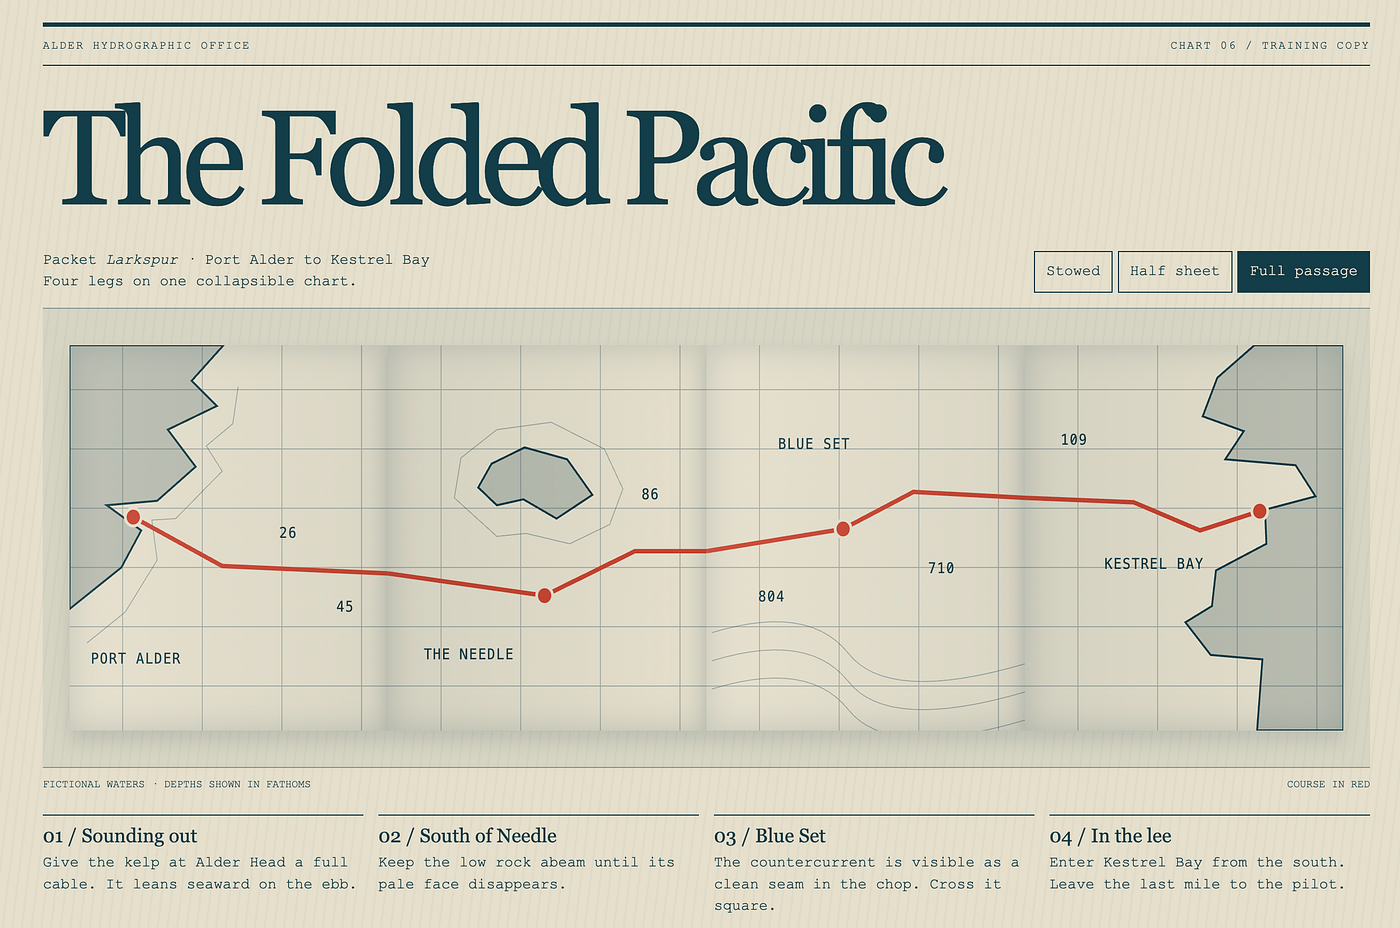 ALDER HYDROGRAPHIC OFFICE
CHART 06 / TRAINING COPY
The Folded Pacific
Packet Larkspur · Port Alder to Kestrel Bay
Four legs on one collapsible chart.
Stowed
Half sheet
Full passage
BLUE SET
109
86
26
710
KESTREL BAY
804
45
THE NEEDLE
PORT ALDER
FICTIONAL WATERS · DEPTHS SHOWN IN FATHOMS
COURSE IN RED
01 / Sounding out
Give the kelp at Alder Head a full
cable. It leans seaward on the ebb.
02 / South of Needle
Keep the low rock abeam until its
pale face disappears.
03 / Blue Set
The countercurrent is visible as a
clean seam in the chop. Cross it
square.
04 / In the lee
Enter Kestrel Bay from the south.
Leave the last mile to the pilot.